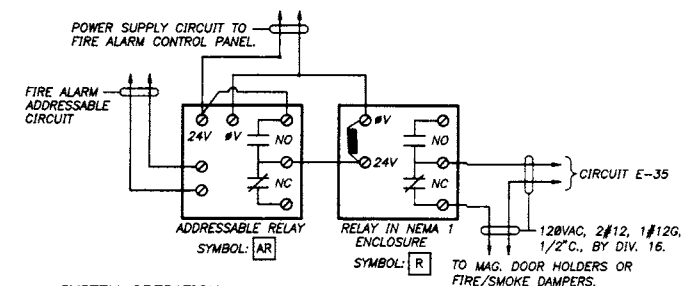 POWER SUPPLY CIRCUIT TO
FIRE ALARM CONTROL PANEL.
FIRE ALARM
ADDRESSABLE
CIRCUIT
24V
ØV
NO
NC
ØV
24V
NO
NC
CIRCUIT E-35
ADDRESSABLE RELAY
SYMBOL: AR
RELAY IN NEMA 1
ENCLOSURE
SYMBOL: R
120VAC, 2#12, 1#12G,
1/2"C., BY DIV. 16.
TO MAG. DOOR HOLDERS OR
FIRE/SMOKE DAMPERS.